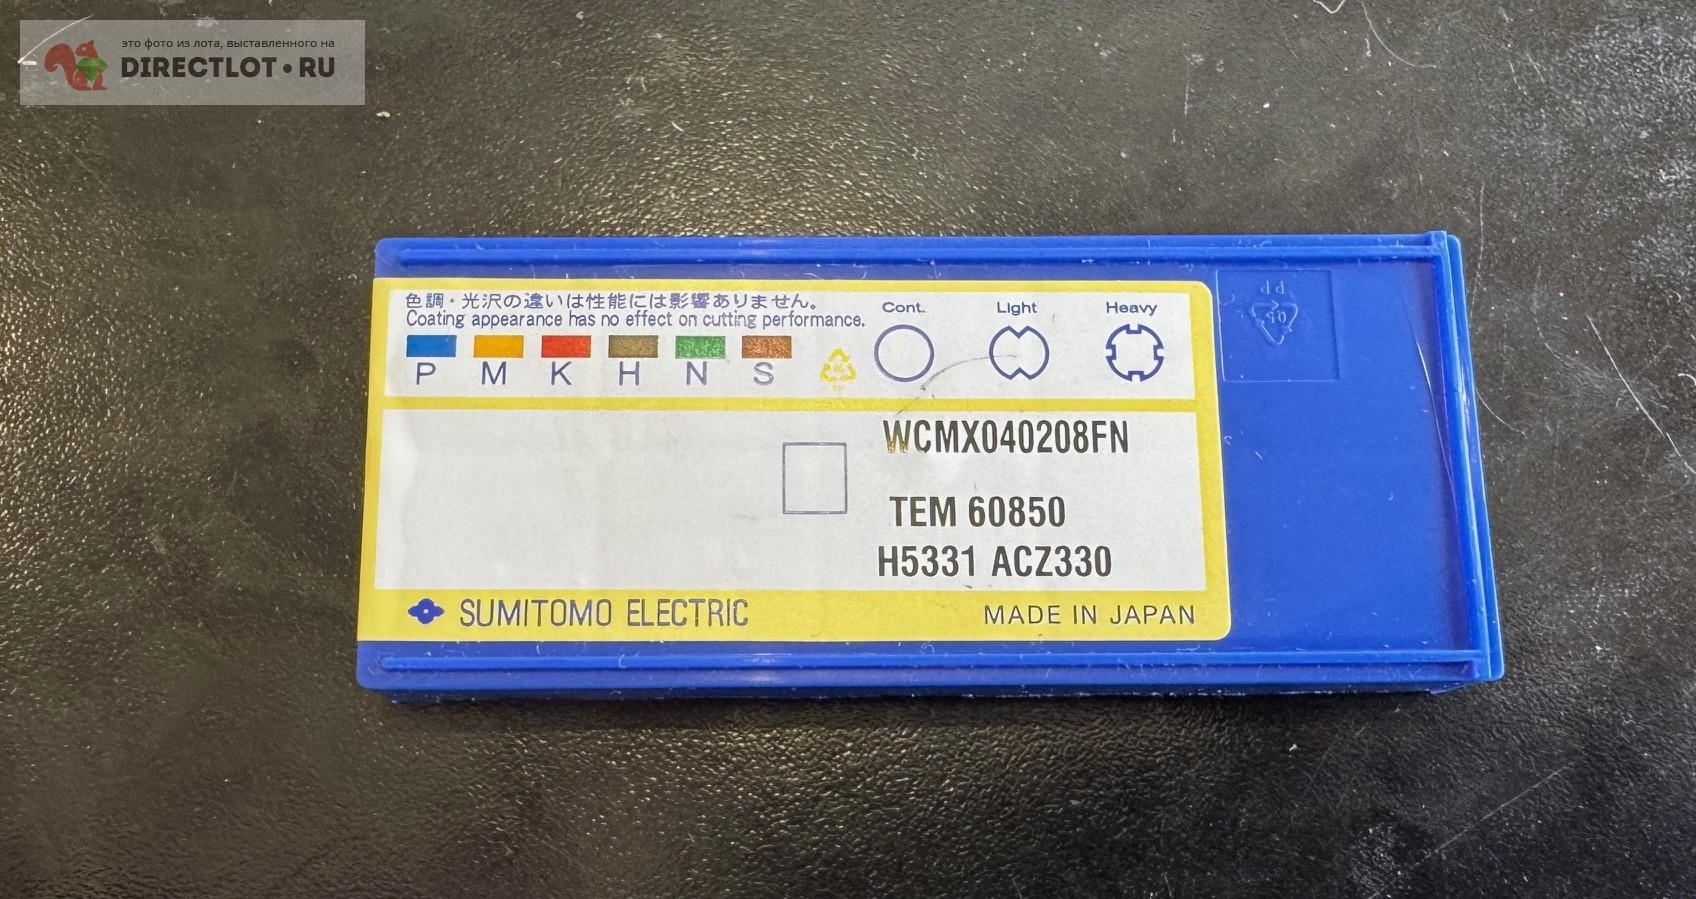 это фото из лота, выставленного на
DIRECTLOT•RU
色調・光沢の違いは性能には影響ありません。
Coating appearance has no effect on cutting performance.
P M K H N S
Cont. Light Heavy
PP
05
WCMX040208FN
TEM 60850
H5331 ACZ330
SUMITOMO ELECTRIC
MADE IN JAPAN